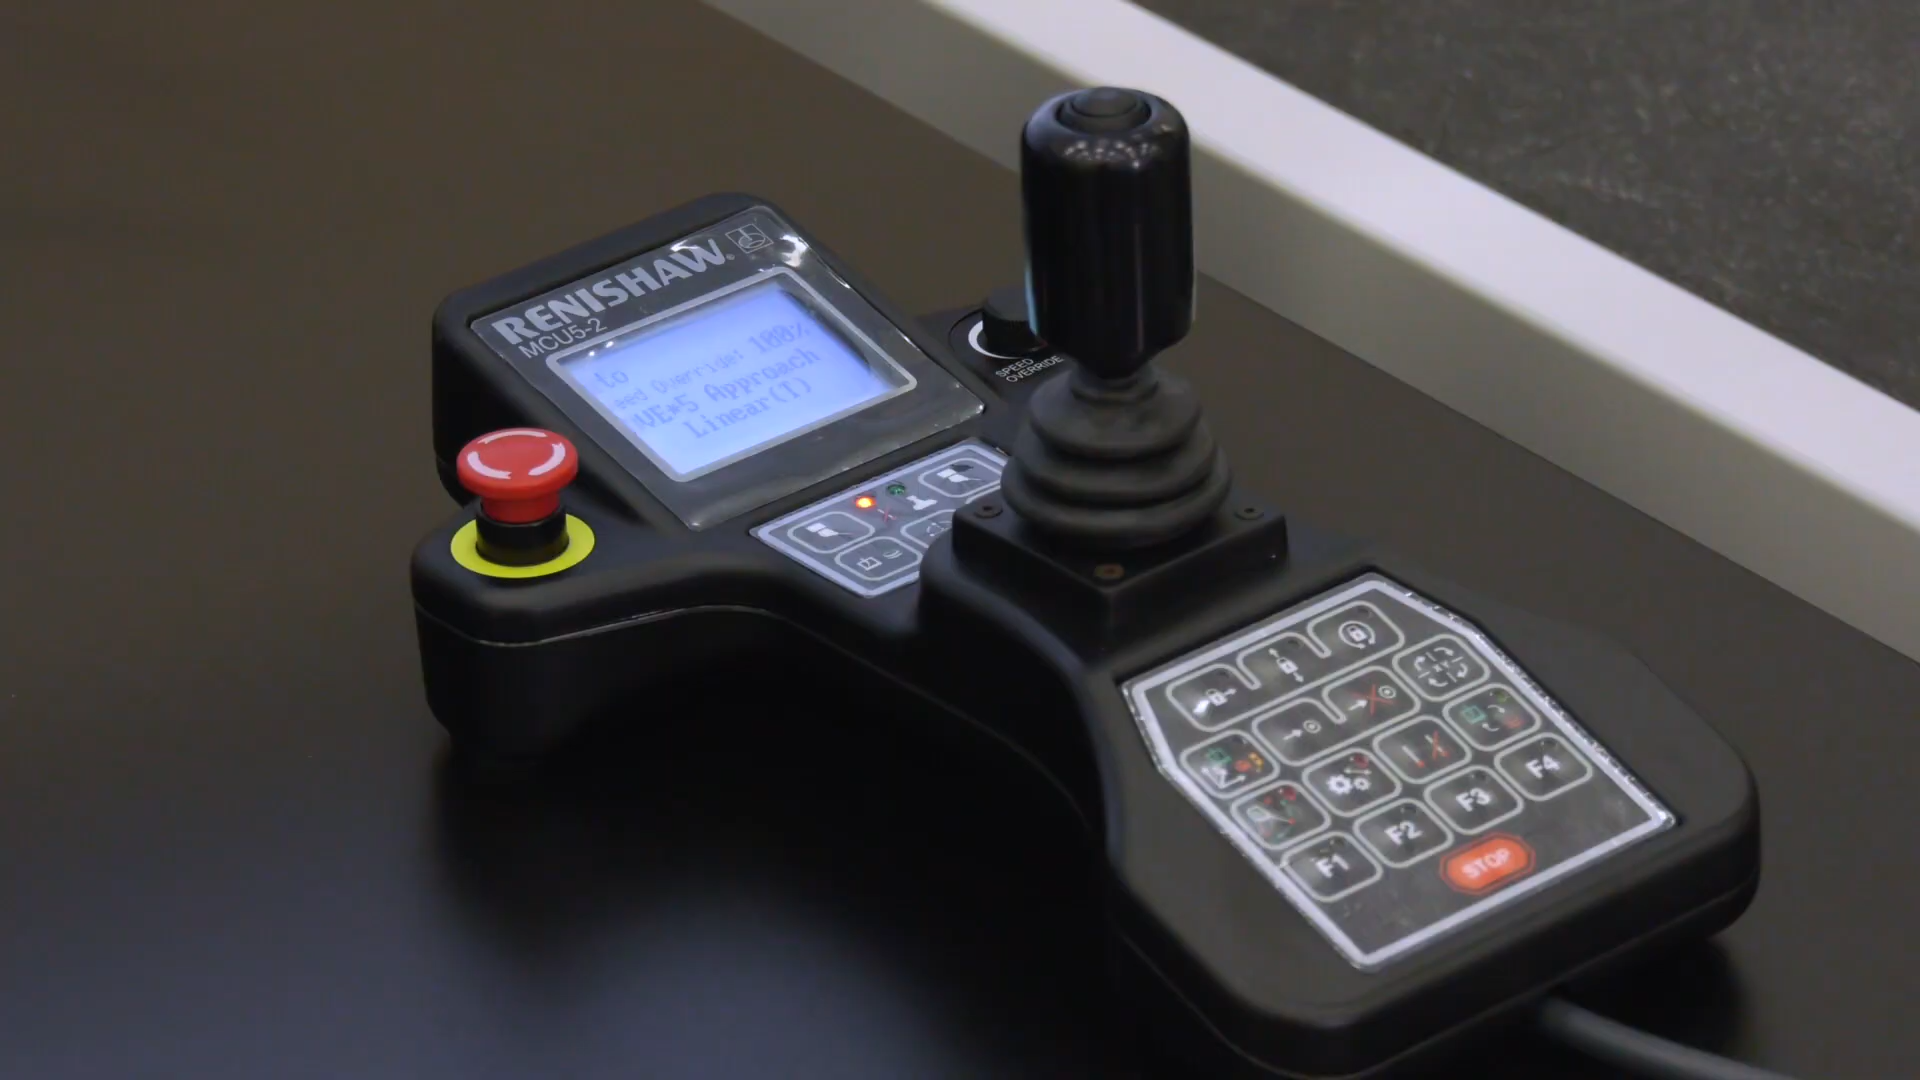 RENISHAW
MCU5-2
to
eed Override: 100%
VE*5 Approach
Linear(T)
SPEED
OVERRIDE
F1 F2 F3 F4
STOP